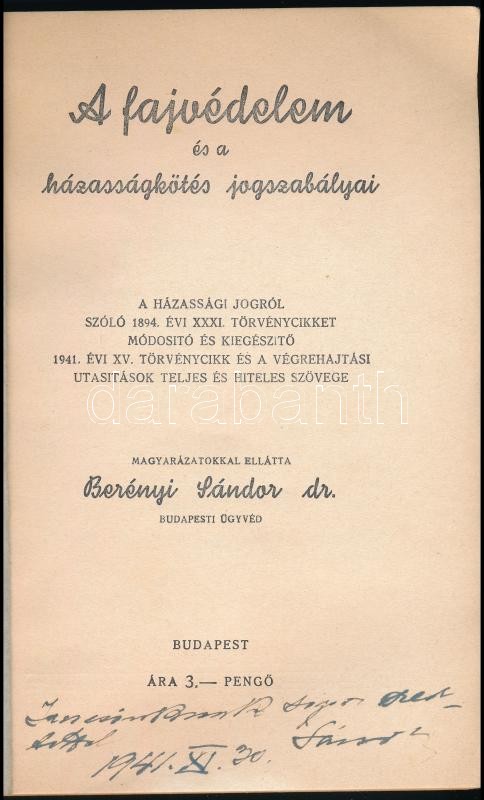 A fajvédelem
és a
házasságkötés jogszabályai
A HÁZASSÁGI JOGRÓL
SZÓLÓ 1894. ÉVI XXXI. TÖRVÉNYCIKKET
MÓDOSITÓ ÉS KIEGÉSZITŐ
1941. ÉVI XV. TÖRVÉNYCIKK ÉS A VÉGREHAJTÁSI
UTASITÁSOK TELJES ÉS HITELES SZÖVEGE
darabanth
MAGYARÁZATOKKAL ELLÁTTA
Berényi Sándor dr.
BUDAPESTI ÜGYVÉD
BUDAPEST
ÁRA 3.— PENGŐ
1941. XI. 30. Sándor